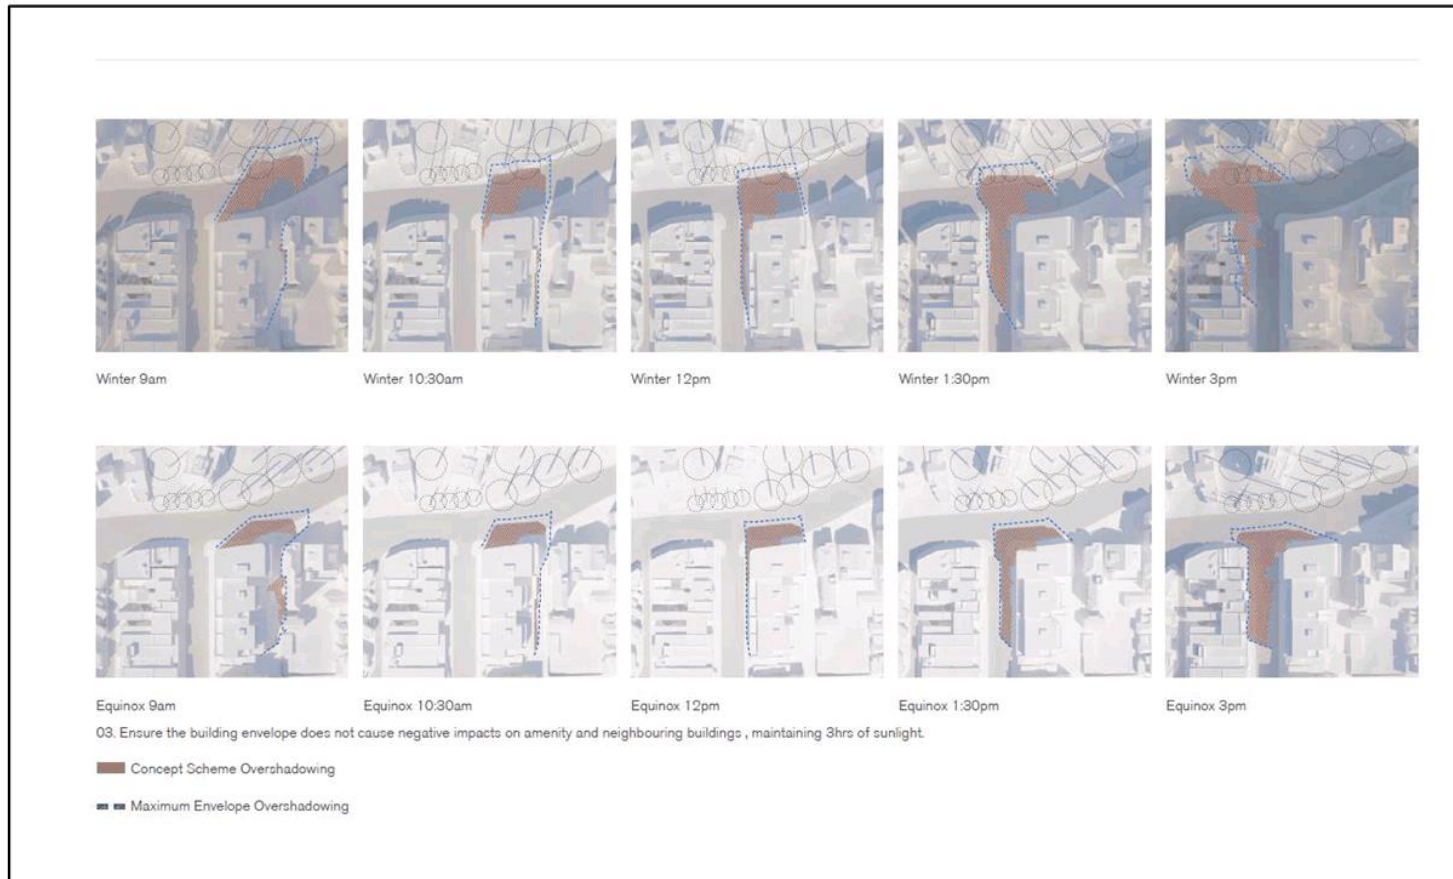 Winter 9am
Winter 10:30am
Winter 12pm
Winter 1:30pm
Winter 3pm
Equinox 9am
Equinox 10:30am
Equinox 12pm
Equinox 1:30pm
Equinox 3pm
03. Ensure the building envelope does not cause negative impacts on amenity and neighbouring buildings , maintaining 3hrs of sunlight.
Concept Scheme Overshadowing
Maximum Envelope Overshadowing